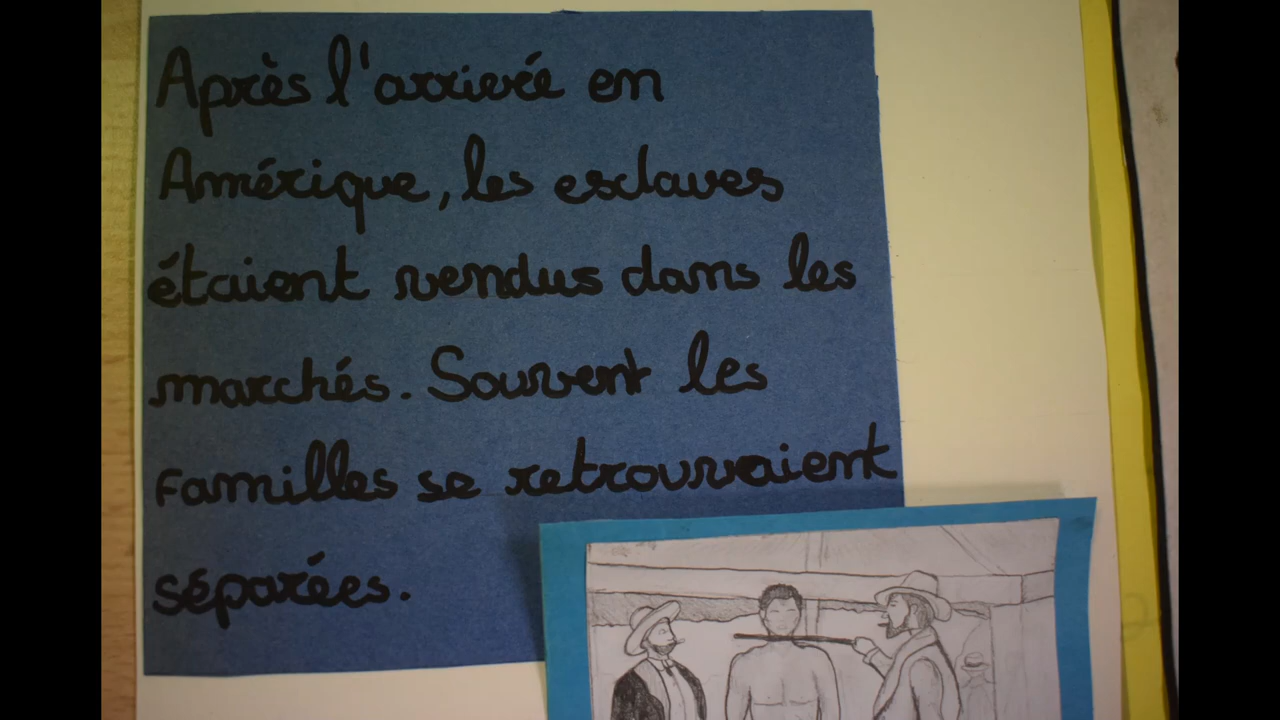 Après l'arrivée en
Amérique, les esclaves
étaient vendus dans les
marchés. Souvent les
familles se retrouvaient
séparées.